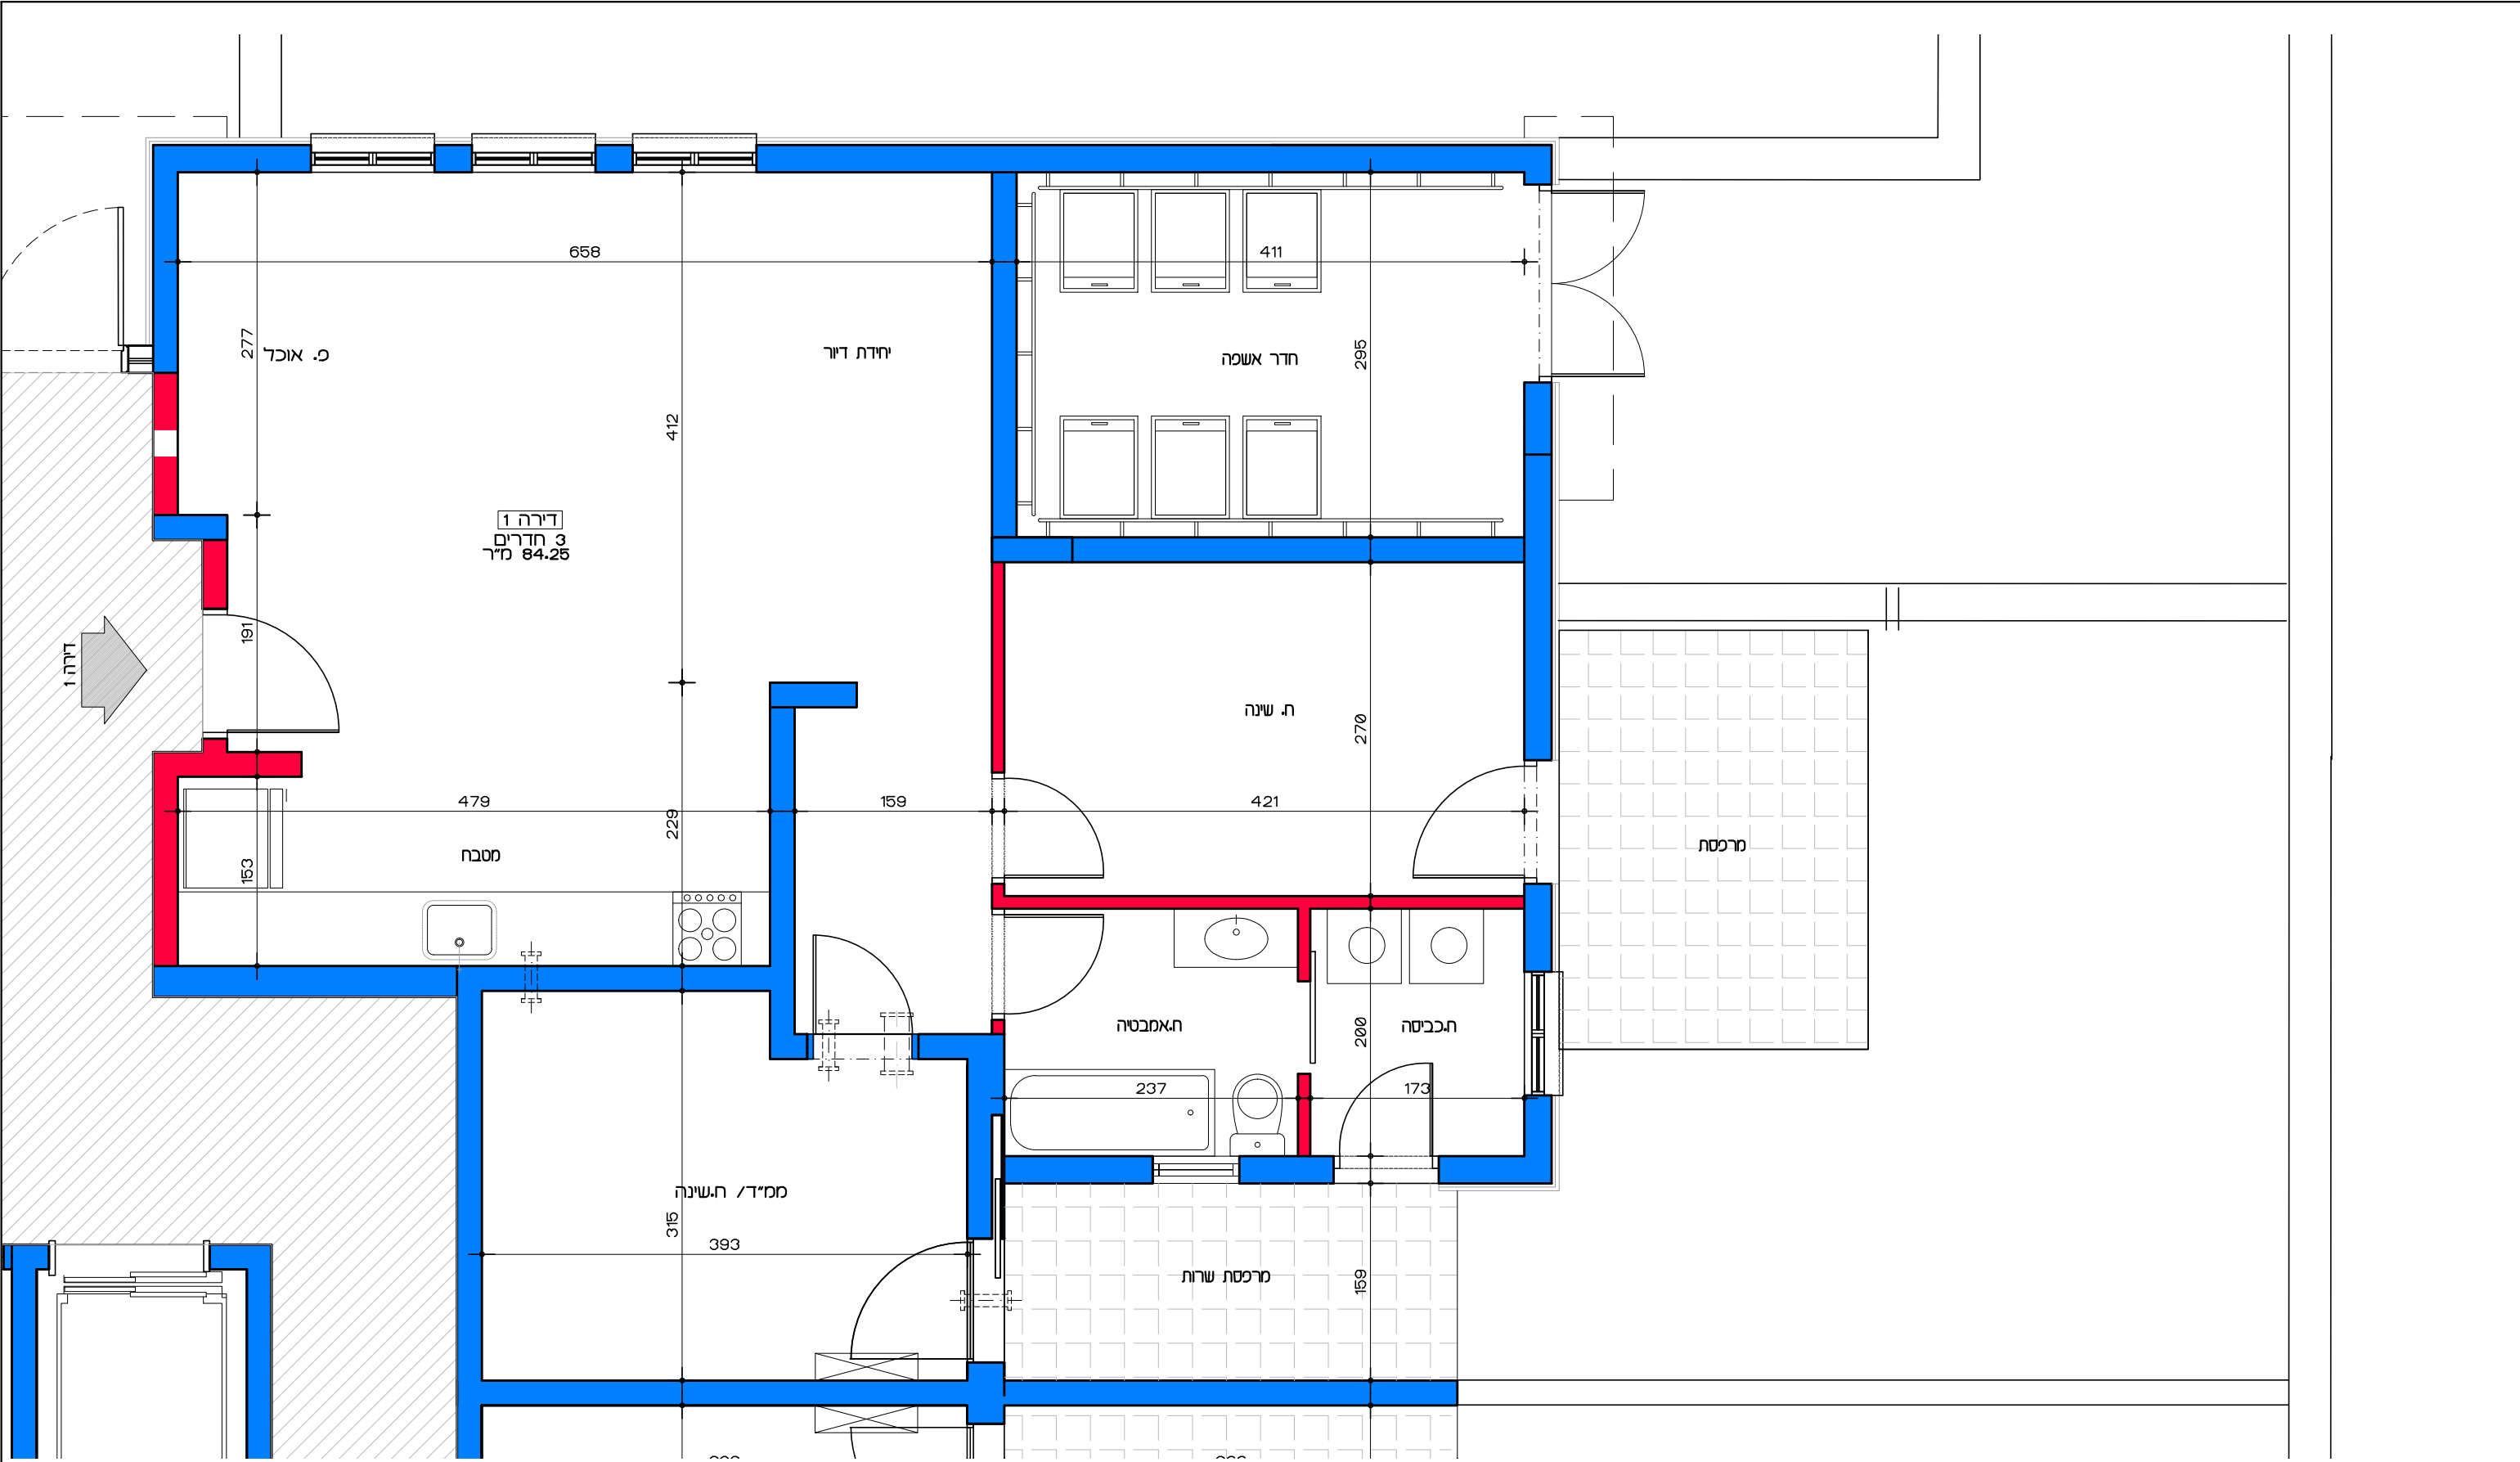 658
411
277
פ. אוכל
יחידת דיור
חדר אשפה
295
412
דירה 1
3 חדרים
84.25 מ״ר
191
דירה 1
ח. שינה
270
479
159
421
229
מטבח
153
מרפסת
ח.אמבטיה
ח.כביסה
200
237
173
ממ״ד/ ח.שינה
315
393
מרפסת שרות
159